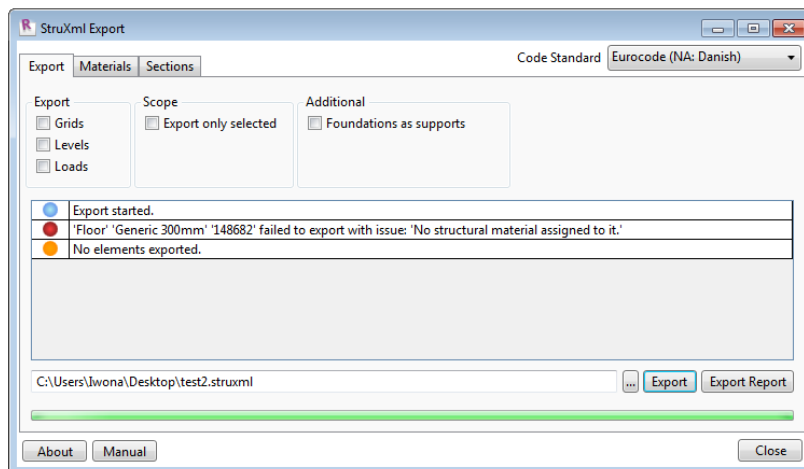 StruXml Export
Code Standard Eurocode (NA: Danish)
Export Materials Sections
Export
Grids
Levels
Loads
Scope
Export only selected
Additional
Foundations as supports
Export started.
'Floor' 'Generic 300mm' '148682' failed to export with issue: 'No structural material assigned to it.'
No elements exported.
C:\Users\Iwona\Desktop\test2.struxml ... Export Export Report
About Manual Close